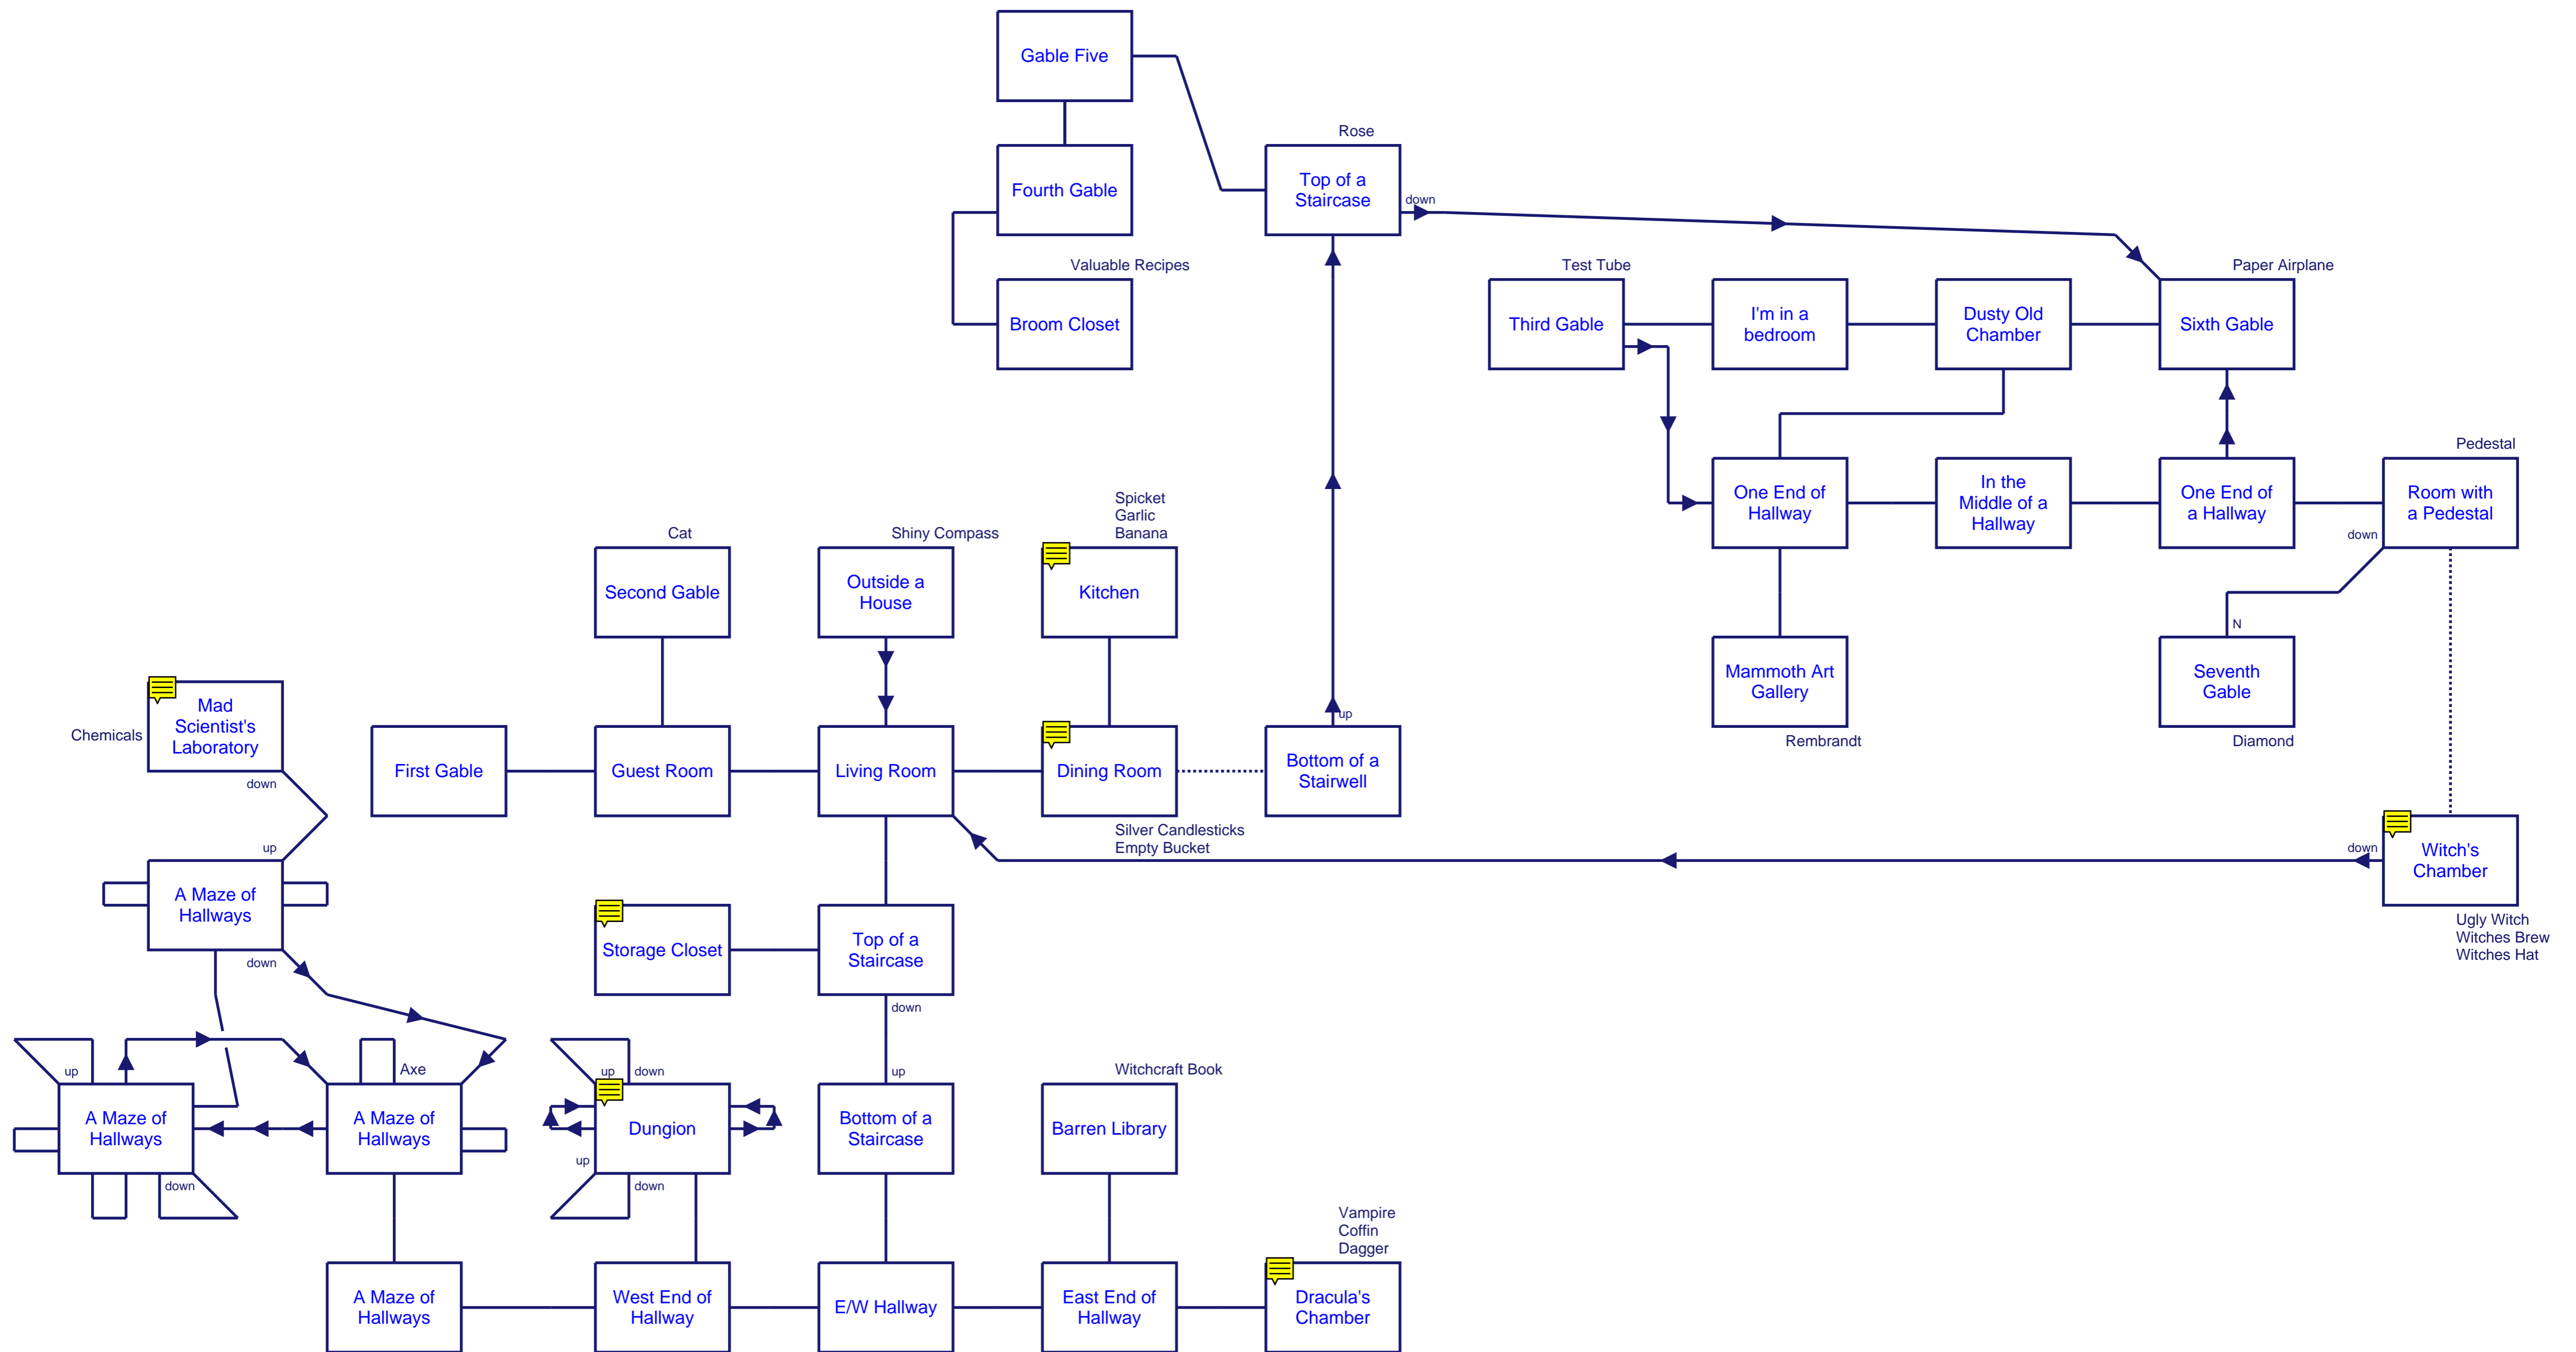 Gable Five
Rose
Fourth Gable
Top of a
Staircase
down
Valuable Recipes
Test Tube
Paper Airplane
Broom Closet
Third Gable
I'm in a
bedroom
Dusty Old
Chamber
Sixth Gable
Pedestal
Spicket
Garlic
Banana
One End of
Hallway
In the
Middle of a
Hallway
One End of
a Hallway
Room with
a Pedestal
down
Cat
Shiny Compass
Second Gable
Outside a
House
Kitchen
N
Mammoth Art
Gallery
Seventh
Gable
Rembrandt
Diamond
Mad
Scientist's
Laboratory
Chemicals
down
up
First Gable
Guest Room
Living Room
Dining Room
Bottom of a
Stairwell
Silver Candlesticks
Empty Bucket
up
down
Witch's
Chamber
Ugly Witch
Witches Brew
Witches Hat
A Maze of
Hallways
down
Storage Closet
Top of a
Staircase
down
up
Axe
up
down
up
Witchcraft Book
A Maze of
Hallways
A Maze of
Hallways
Dungion
Bottom of a
Staircase
Barren Library
down
up
down
Vampire
Coffin
Dagger
A Maze of
Hallways
West End of
Hallway
E/W Hallway
East End of
Hallway
Dracula's
Chamber